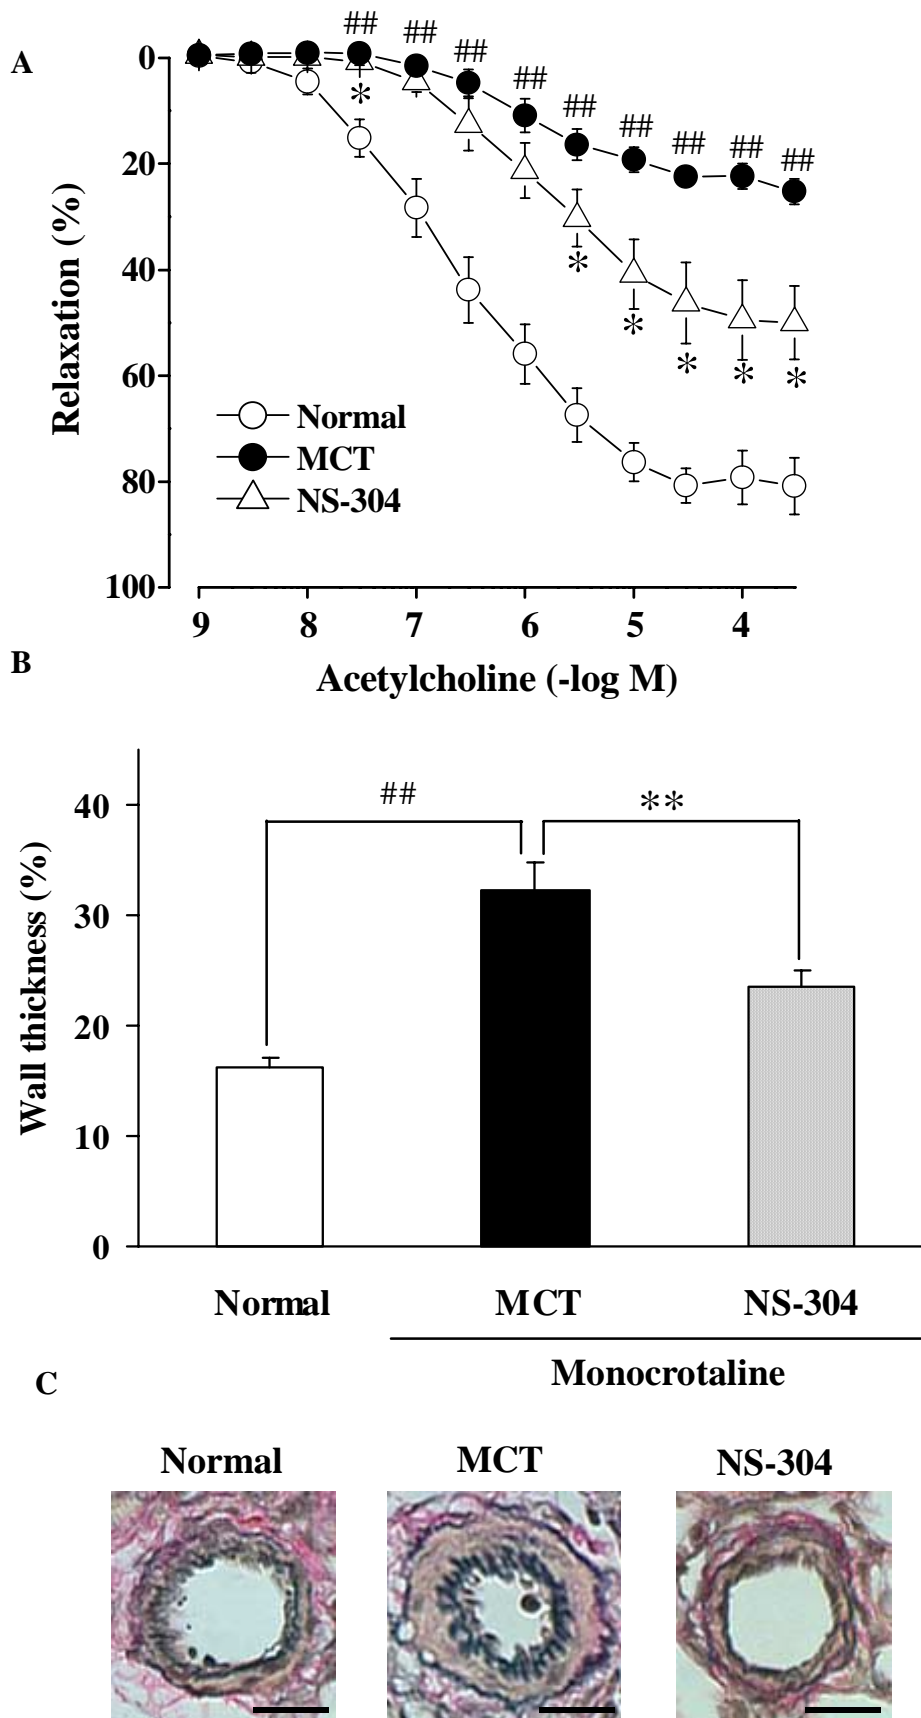 A
## ## ## ## ## ## ## ## ##
0
20
40
60
80
100
Relaxation (%)
* * * * * *
Normal
MCT
NS-304
9 8 7 6 5 4
Acetylcholine (-log M)
B
## **
40
30
20
10
0
Wall thickness (%)
Normal MCT NS-304
Monocrotaline
C
Normal MCT NS-304